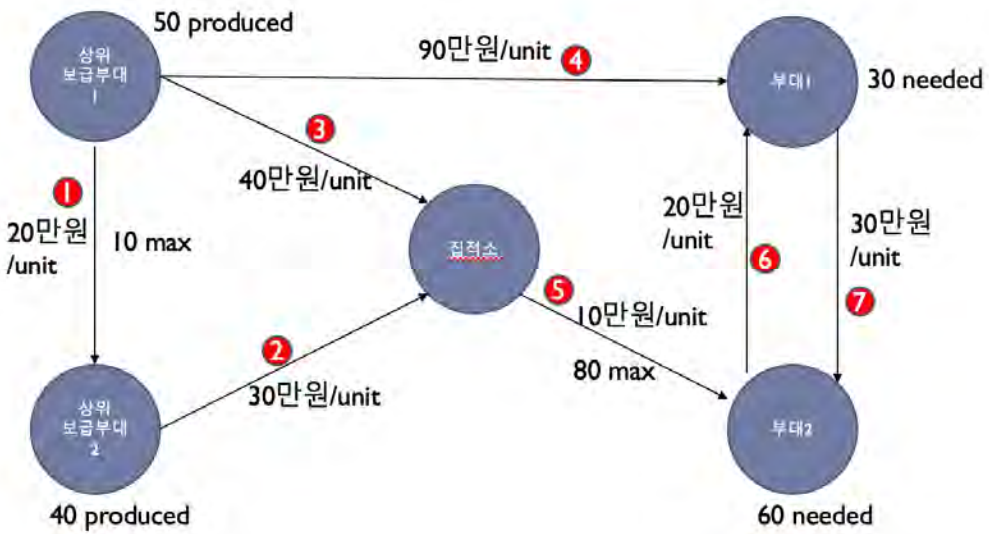 50 produced
상위
보급부대
1
90만원/unit
4
부대1
30 needed
3
40만원/unit
1
20만원
/unit
10 max
집적소
20만원
/unit
6
30만원
/unit
7
5
10만원/unit
80 max
2
30만원/unit
상위
보급부대
2
40 produced
부대2
60 needed